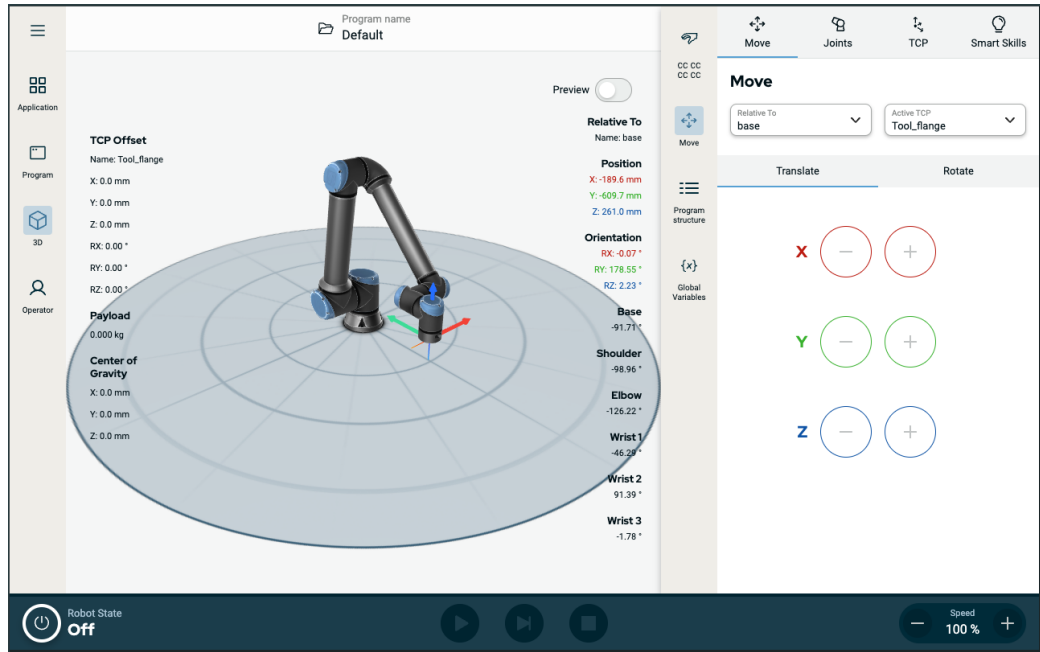 Program name
Default
Application
Program
3D
Operator
Preview
TCP Offset
Name: Tool_flange
X: 0.0 mm
Y: 0.0 mm
Z: 0.0 mm
RX: 0.00 °
RY: 0.00 °
RZ: 0.00 °
Payload
0.000 kg
Center of
Gravity
X: 0.0 mm
Y: 0.0 mm
Z: 0.0 mm
Relative To
Name: base
Position
X: -189.6 mm
Y: -609.7 mm
Z: 261.0 mm
Orientation
RX: -0.07 °
RY: 178.55 °
RZ: 2.23 °
Base
-91.71 °
Shoulder
-98.96 °
Elbow
-126.22 °
Wrist 1
-46.29 °
Wrist 2
91.39 °
Wrist 3
-1.78 °
CC CC
CC CC
Move
Program
structure
{x}
Global
Variables
Move
Joints
TCP
Smart Skills
Move
Relative To
base
Active TCP
Tool_flange
Translate
Rotate
X
Y
Z
Robot State
Off
Speed
100 %